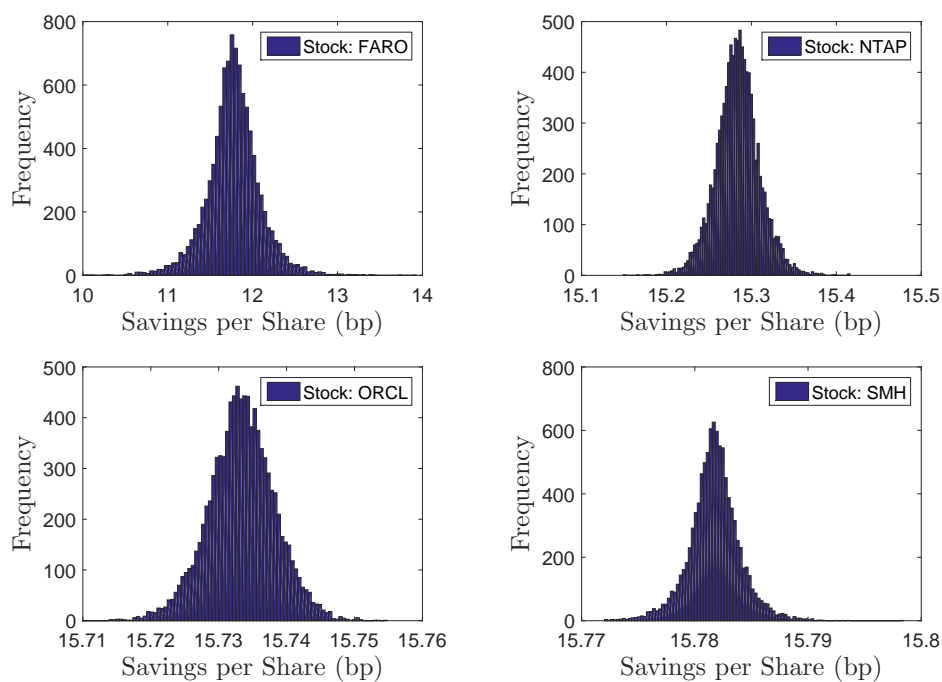 800
600
400
200
0
Frequency
Stock: FARO
10 11 12 13 14
Savings per Share (bp)
500
400
300
200
100
0
Frequency
Stock: NTAP
15.1 15.2 15.3 15.4 15.5
Savings per Share (bp)
500
400
300
200
100
0
Frequency
Stock: ORCL
15.71 15.72 15.73 15.74 15.75 15.76
Savings per Share (bp)
800
600
400
200
0
Frequency
Stock: SMH
15.77 15.78 15.79 15.8
Savings per Share (bp)